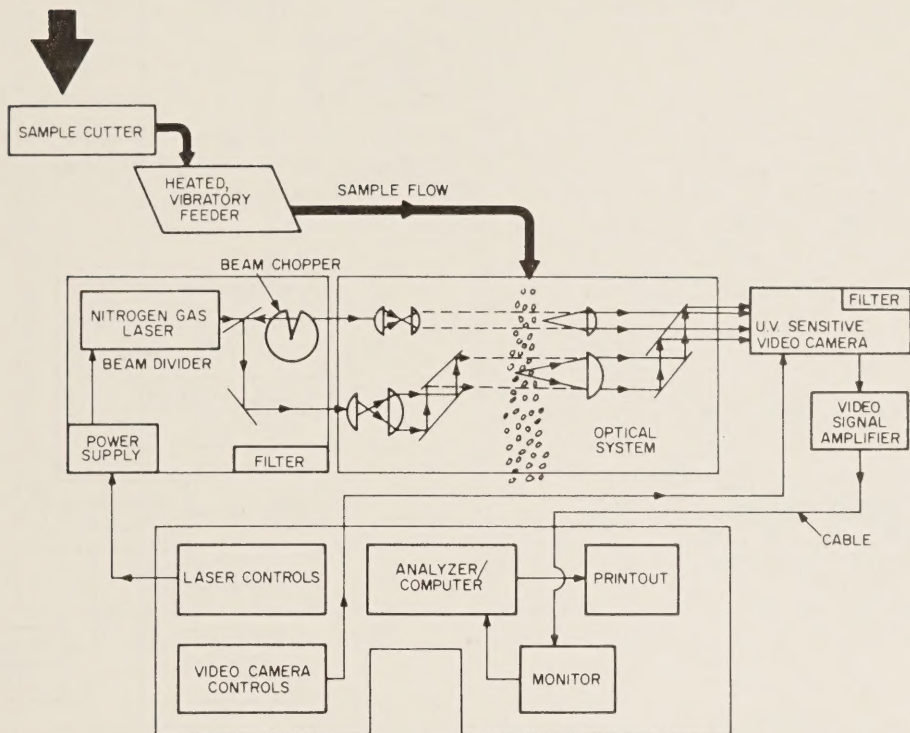 SAMPLE CUTTER
HEATED,
VIBRATORY
FEEDER
SAMPLE FLOW
BEAM CHOPPER
NITROGEN GAS
LASER
BEAM DIVIDER
POWER
SUPPLY
FILTER
OPTICAL
SYSTEM
FILTER
U.V. SENSITIVE
VIDEO CAMERA
VIDEO
SIGNAL
AMPLIFIER
CABLE
LASER CONTROLS
ANALYZER/
COMPUTER
PRINTOUT
VIDEO CAMERA
CONTROLS
MONITOR